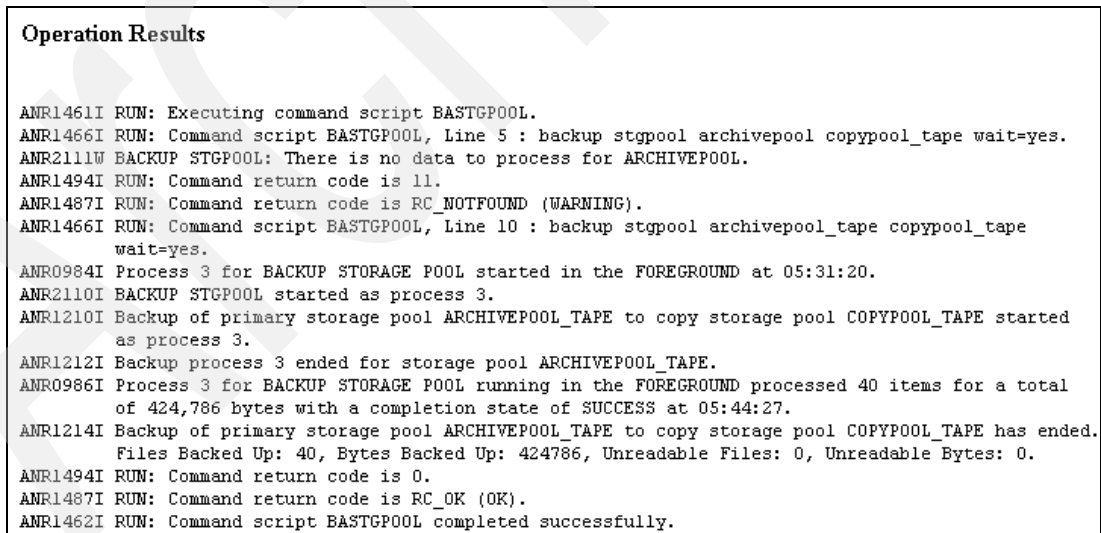 Operation Results
ANR1461I RUN: Executing command script BASTGPOOL.
ANR1466I RUN: Command script BASTGPOOL, Line 5 : backup stgpool archivepool copypool_tape wait=yes.
ANR2111W BACKUP STGPOOL: There is no data to process for ARCHIVEPOOL.
ANR1494I RUN: Command return code is 11.
ANR1487I RUN: Command return code is RC_NOTFOUND (WARNING).
ANR1466I RUN: Command script BASTGPOOL, Line 10 : backup stgpool archivepool_tape copypool_tape
wait=yes.
ANR0984I Process 3 for BACKUP STORAGE POOL started in the FOREGROUND at 05:31:20.
ANR2110I BACKUP STGPOOL started as process 3.
ANR1210I Backup of primary storage pool ARCHIVEPOOL_TAPE to copy storage pool COPYPOOL_TAPE started
as process 3.
ANR1212I Backup process 3 ended for storage pool ARCHIVEPOOL_TAPE.
ANR0986I Process 3 for BACKUP STORAGE POOL running in the FOREGROUND processed 40 items for a total
of 424,786 bytes with a completion state of SUCCESS at 05:44:27.
ANR1214I Backup of primary storage pool ARCHIVEPOOL_TAPE to copy storage pool COPYPOOL_TAPE has ended.
Files Backed Up: 40, Bytes Backed Up: 424786, Unreadable Files: 0, Unreadable Bytes: 0.
ANR1494I RUN: Command return code is 0.
ANR1487I RUN: Command return code is RC_OK (OK).
ANR1462I RUN: Command script BASTGPOOL completed successfully.